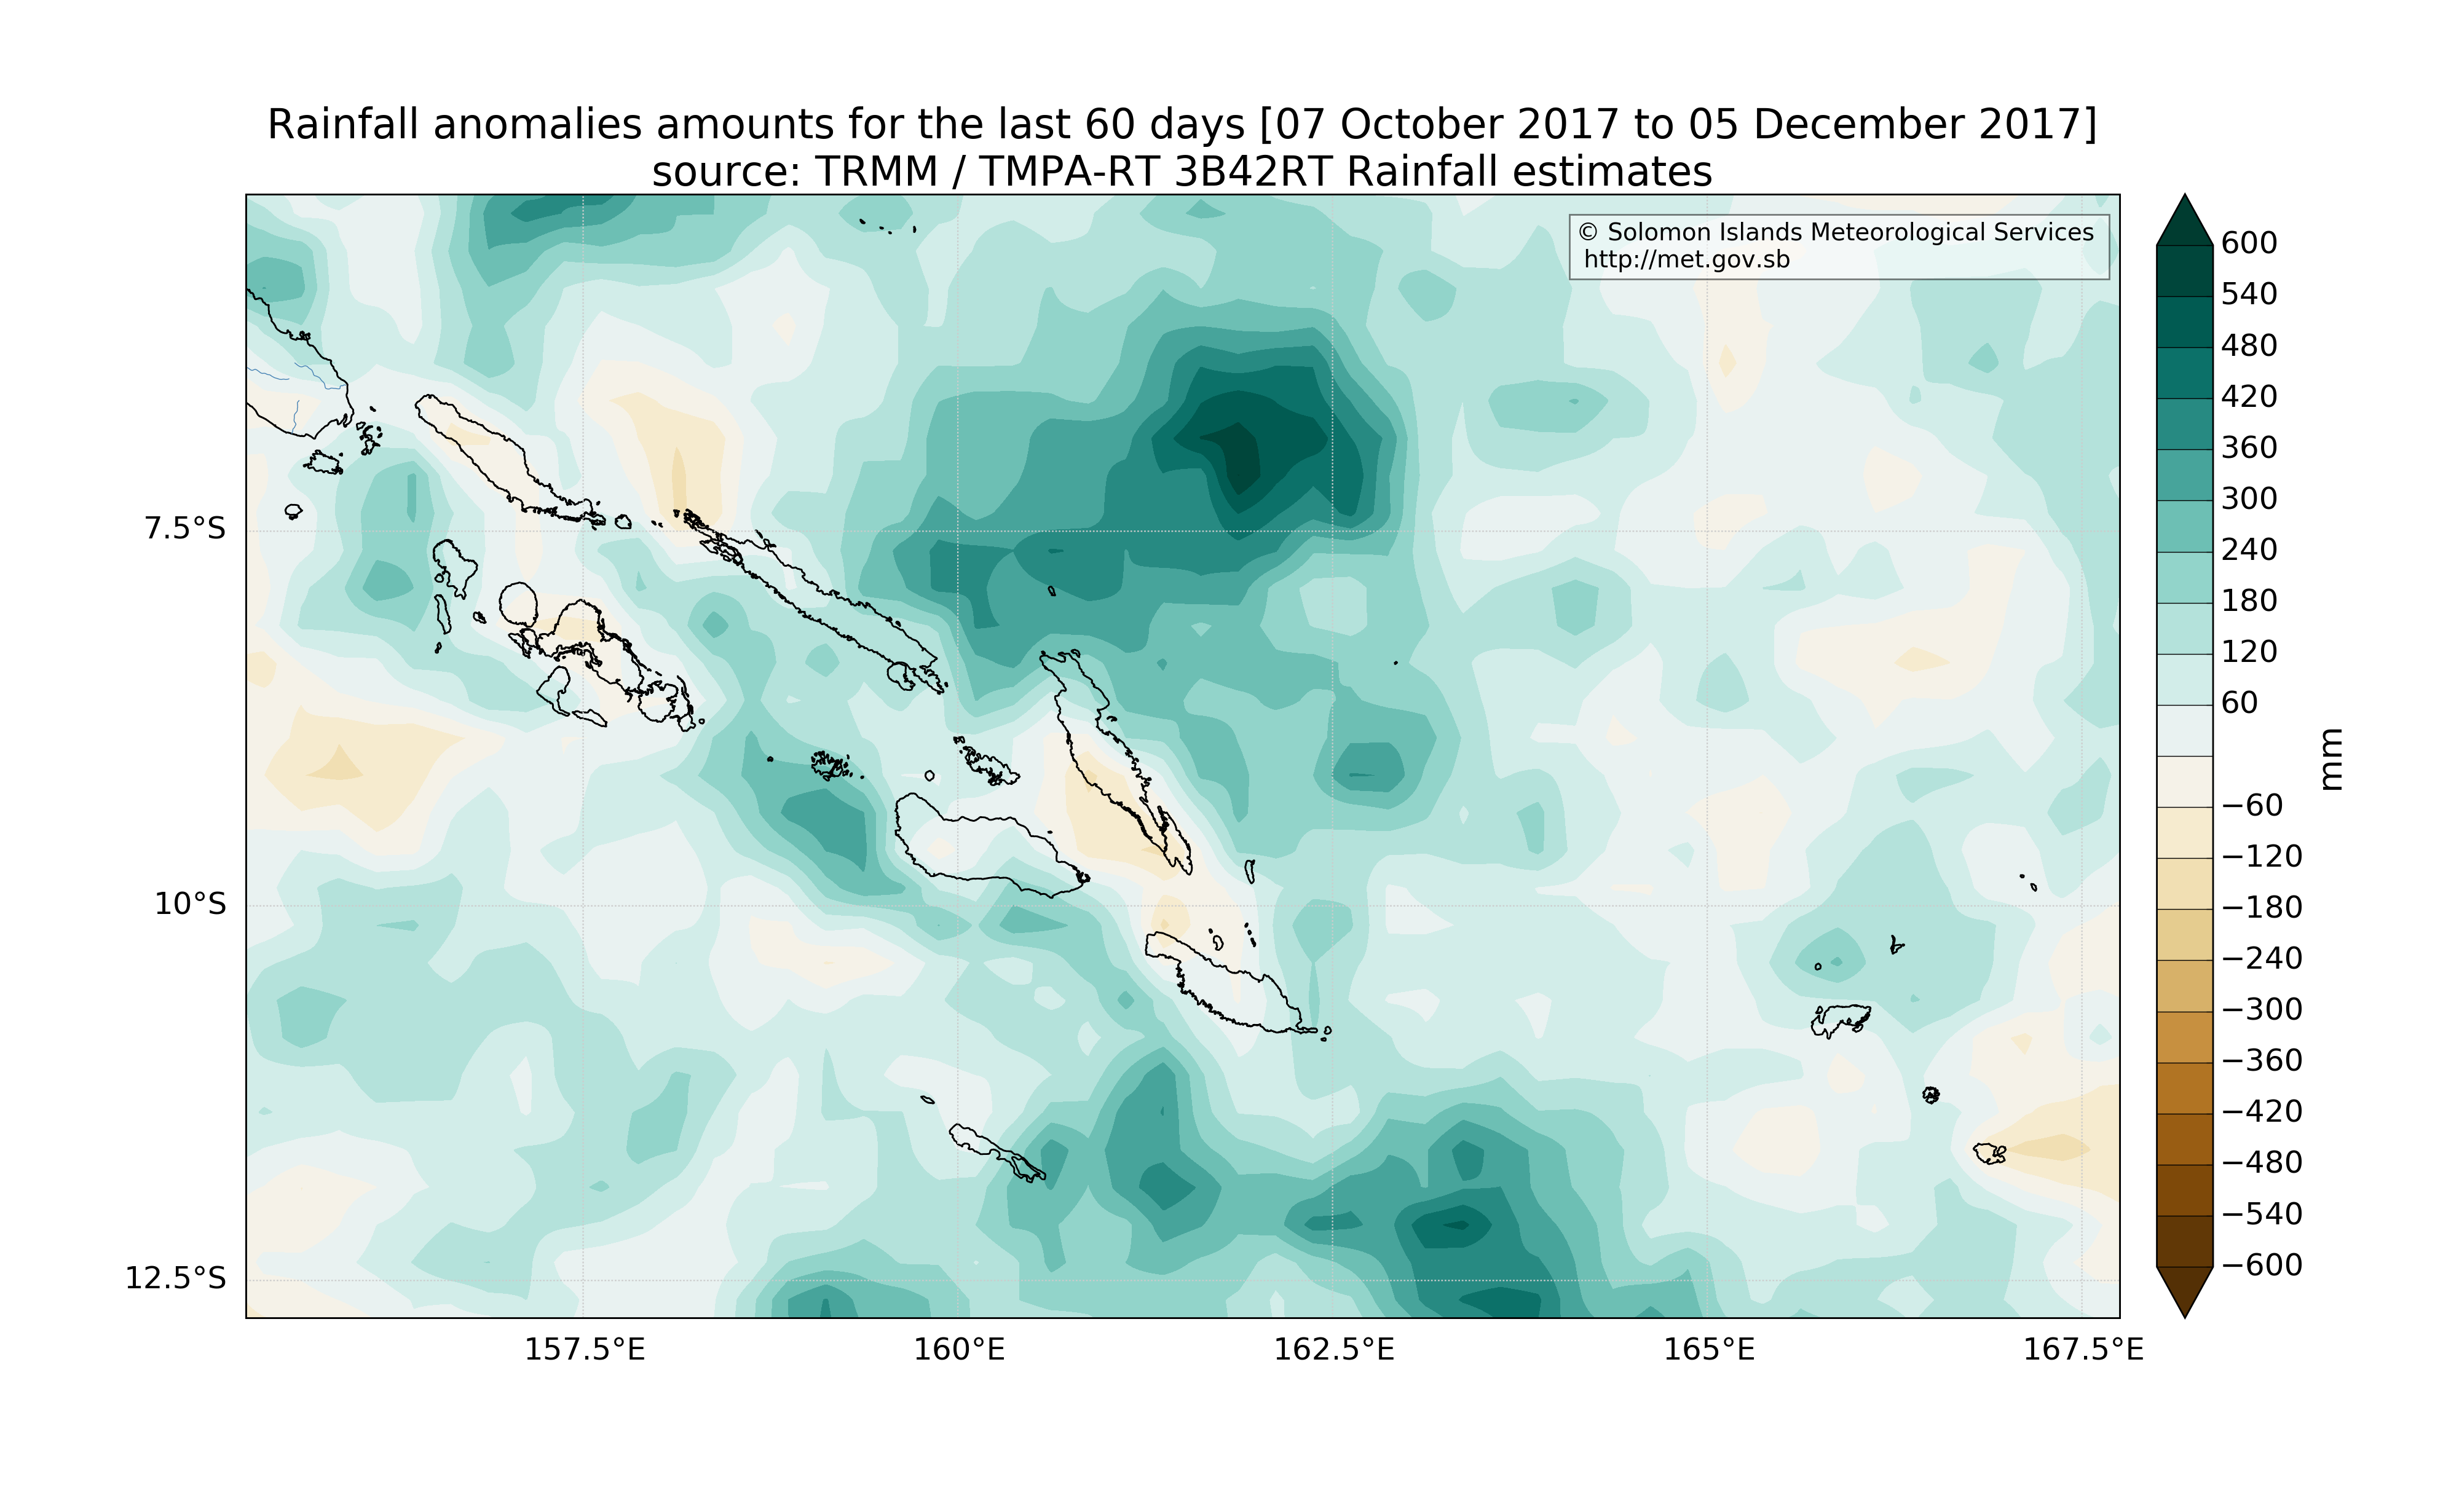 Rainfall anomalies amounts for the last 60 days [07 October 2017 to 05 December 2017]
source: TRMM / TMPA-RT 3B42RT Rainfall estimates
© Solomon Islands Meteorological Services
http://met.gov.sb
7.5°S
10°S
12.5°S
157.5°E
160°E
162.5°E
165°E
167.5°E
600
540
480
420
360
300
240
180
120
60
−60
−120
−180
−240
−300
−360
−420
−480
−540
−600
mm